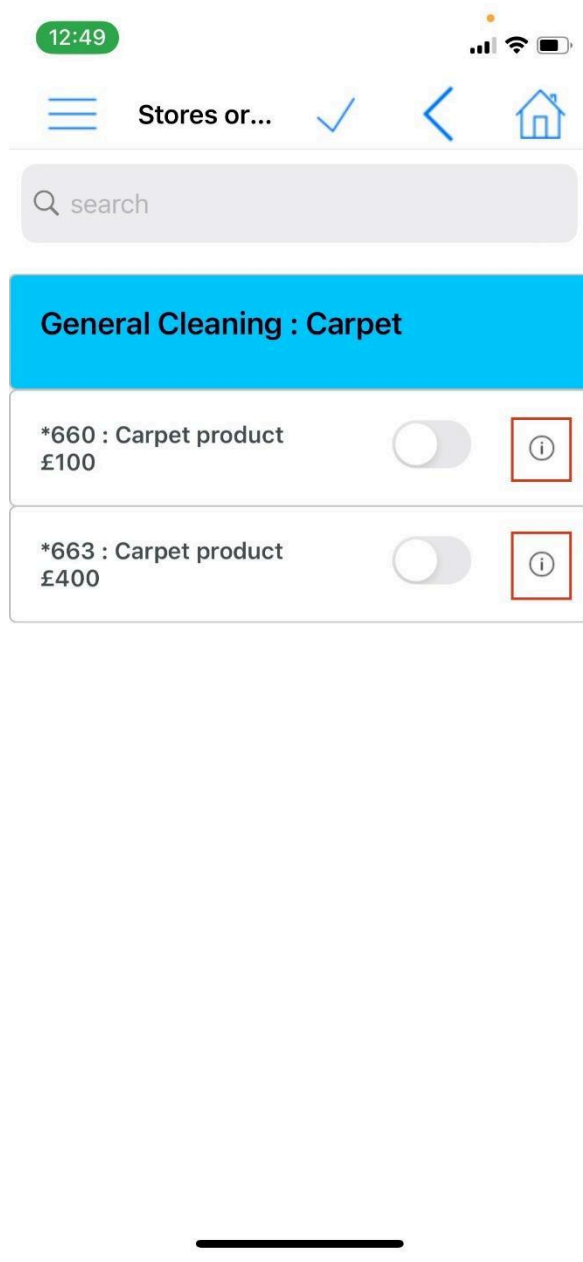 12:49
Stores or...
search
General Cleaning : Carpet
*660 : Carpet product
£100
*663 : Carpet product
£400